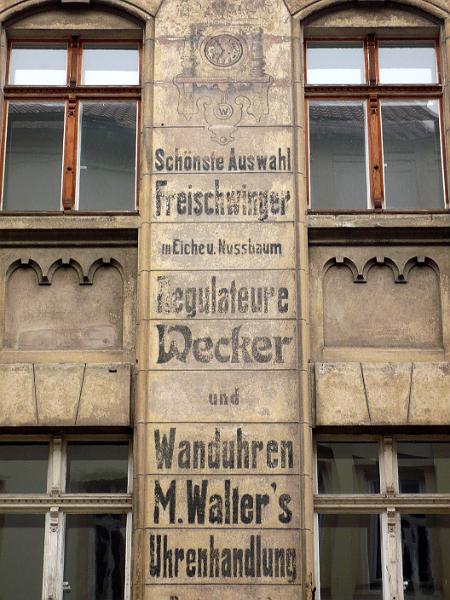 W
Schönste Auswahl
Freischwinger
in Eiche u. Nussbaum
Regulateure
Wecker
und
Wanduhren
M. Walter's
Uhrenhandlung